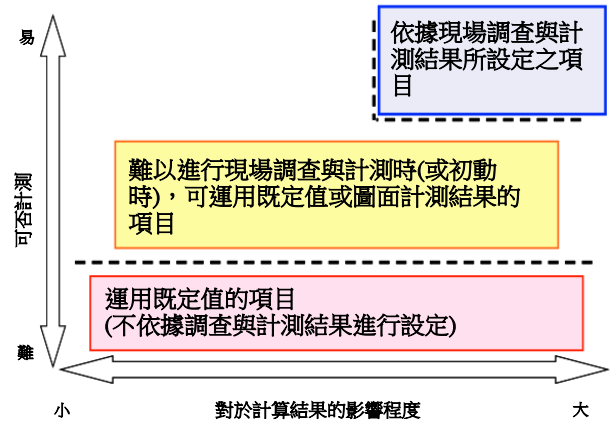 易
依據現場調查與計
測結果所設定之項
目
難以進行現場調查與計測時(或初動
時)，可運用既定值或圖面計測結果的
項目
可否計測
運用既定值的項目
(不依據調查與計測結果進行設定)
難
小
對於計算結果的影響程度
大